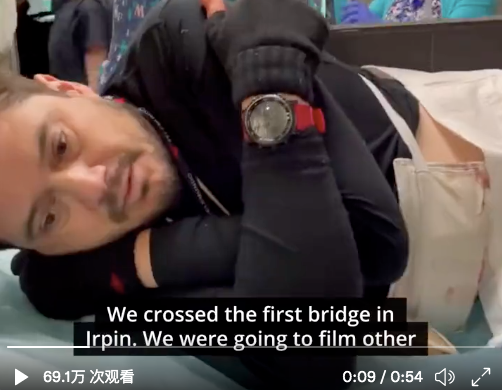 We crossed the first bridge in
Irpin. We were going to film other
69.1万 次观看
0:09 / 0:54